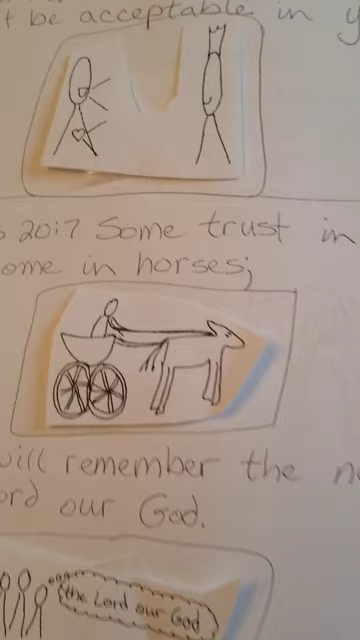 t be acceptable in y
20:7 Some trust in
ome in horses;
will remember the n
ord our God.
the Lord our God